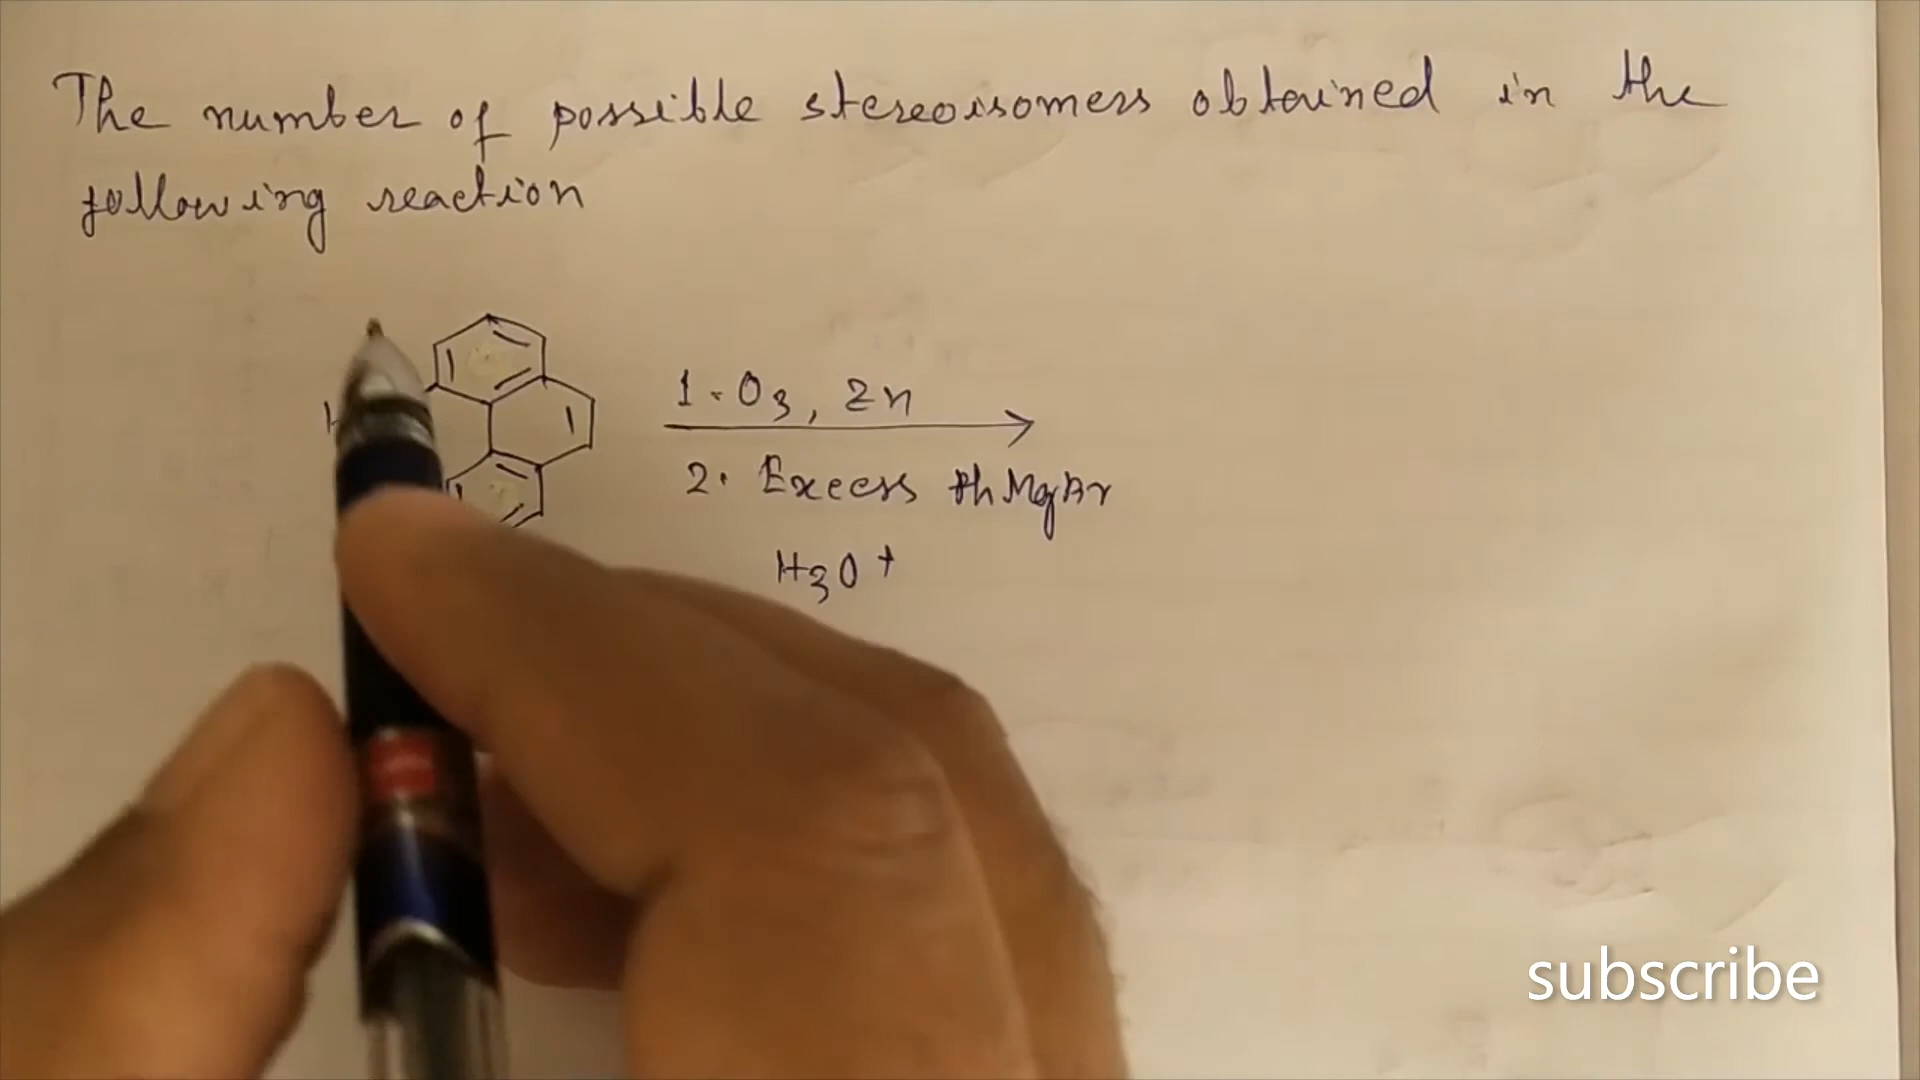 The number of possible stereoisomers obtained in the
following reaction
1. O3, Zn
2. Excess PhMgBr
H3O+
subscribe